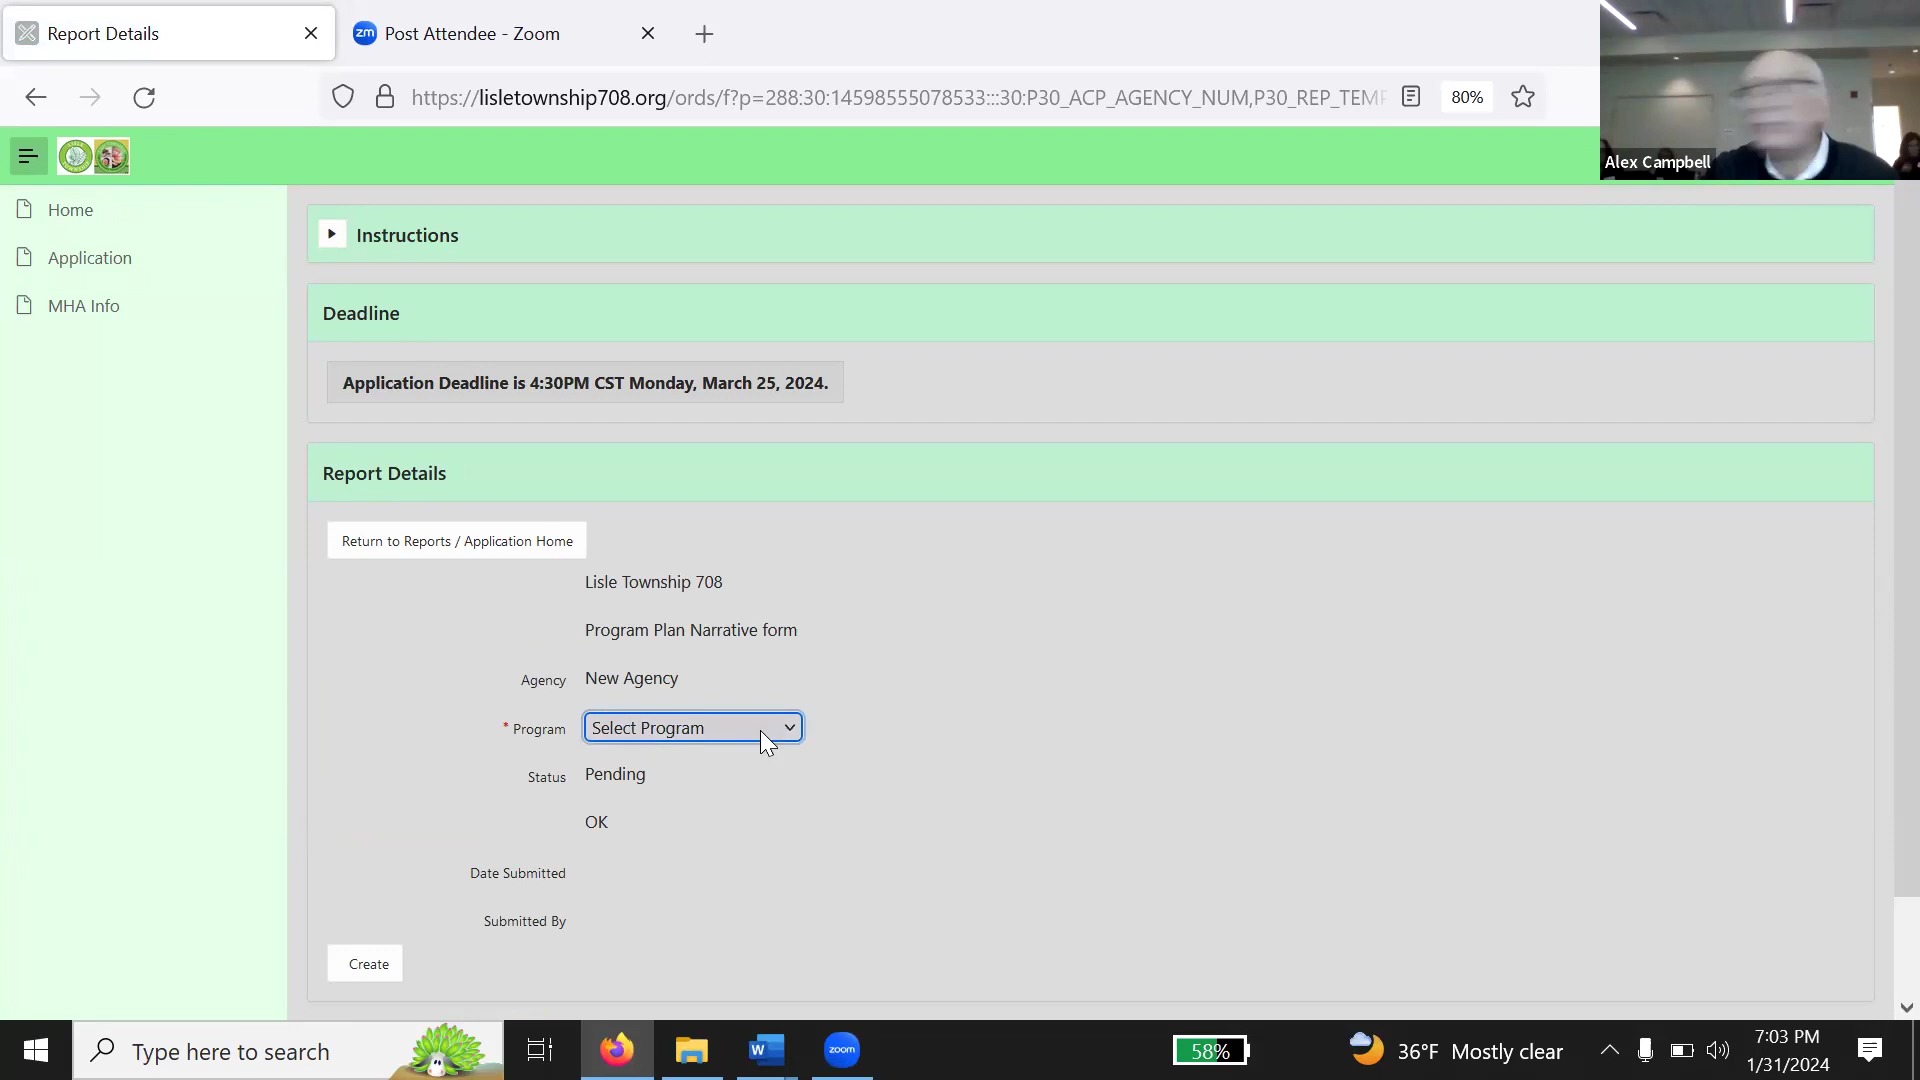 Report Details
zm
Post Attendee - Zoom
https://lisletownship708.org/ords/f?p=288:30:14598555078533:::30:P30_ACP_AGENCY_NUM,P30_REP_TEMP
80%
Alex Campbell
Home
Application
MHA Info
Instructions
Deadline
Application Deadline is 4:30PM CST Monday, March 25, 2024.
Report Details
Return to Reports / Application Home
Lisle Township 708
Program Plan Narrative form
Agency New Agency
* Program Select Program
Status Pending
OK
Date Submitted
Submitted By
Create
Type here to search
W
zoom
58%
36°F Mostly clear
7:03 PM
1/31/2024